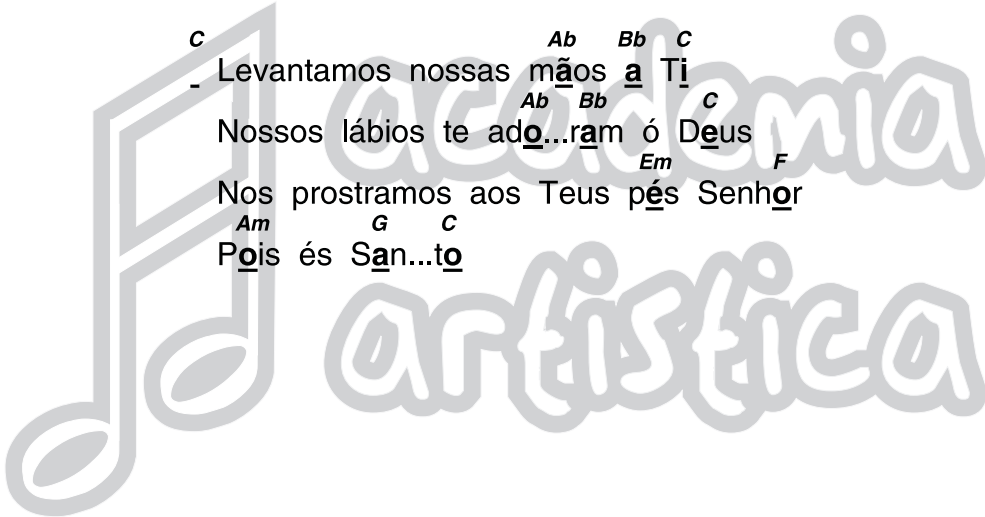 C Ab Bb C
_ Levantamos nossas mãos a Ti
Ab Bb C
Nossos lábios te ado...ram ó Deus
Em F
Nos prostramos aos Teus pés Senhor
Am G C
Pois és San...to
academia
artistica